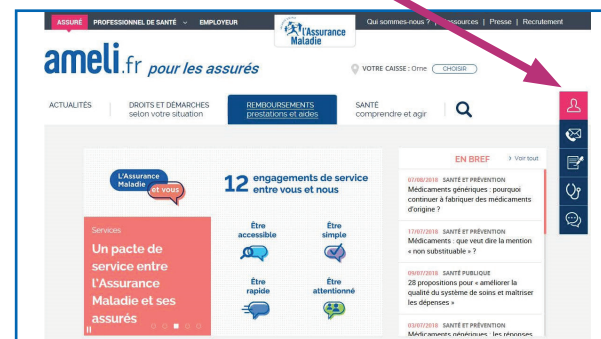 ASSURÉ PROFESSIONNEL DE SANTÉ EMPLOYEUR
l'Assurance
Maladie
Qui sommes-nous ? | Ressources | Presse | Recrutement
ameli.fr pour les assurés
VOTRE CAISSE : Orne CHOISIR
ACTUALITÉS
DROITS ET DÉMARCHES
selon votre situation
REMBOURSEMENTS
prestations et aides
SANTÉ
comprendre et agir
L'Assurance
Maladie
et vous
12 engagements de service
entre vous et nous
Services
Un pacte de
service entre
l'Assurance
Maladie et ses
assurés
Être
accessible
Être
simple
Être
rapide
Être
attentionné
EN BREF
› Voir tout
07/08/2018 SANTÉ ET PRÉVENTION
Médicaments génériques : pourquoi
continuer à fabriquer des médicaments
d'origine ?
17/07/2018 SANTÉ ET PRÉVENTION
Médicaments : que veut dire la mention
« non substituable » ?
09/07/2018 SANTÉ PUBLIQUE
28 propositions pour « améliorer la
qualité du système de soins et maîtriser
les dépenses »
03/07/2018 SANTÉ ET PRÉVENTION
Médicaments génériques : les réponses